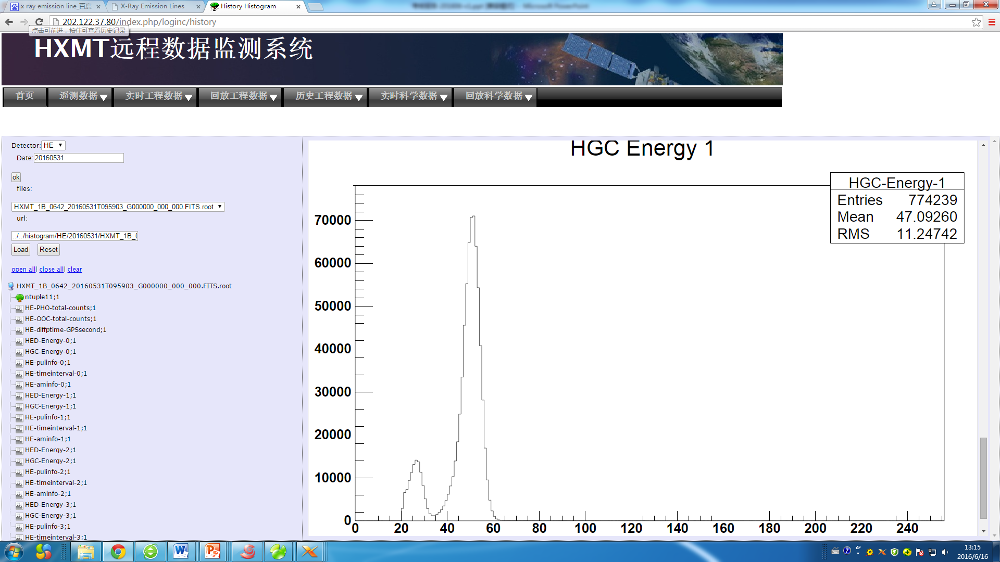 x ray emission line_百度
X-Ray Emission Lines
History Histogram
202.122.37.80/index.php/loginc/history
点击可前进，按住可查看历史记录
HXMT远程数据监测系统
首页 遥测数据 实时工程数据 回放工程数据 历史工程数据 实时科学数据 回放科学数据
Detector: HE
Date: 20160531
ok
files:
HXMT_1B_0642_20160531T095903_G000000_000_000.FITS.root
url:
../../histogram/HE/20160531/HXMT_1B_0
Load Reset
open all| close all| clear
HXMT_1B_0642_20160531T095903_G000000_000_000.FITS.root
ntuple11;1
HE-PHO-total-counts;1
HE-OOC-total-counts;1
HE-diffptime-GPSsecond;1
HED-Energy-0;1
HGC-Energy-0;1
HE-pulinfo-0;1
HE-timeinterval-0;1
HE-aminfo-0;1
HED-Energy-1;1
HGC-Energy-1;1
HE-pulinfo-1;1
HE-timeinterval-1;1
HE-aminfo-1;1
HED-Energy-2;1
HGC-Energy-2;1
HE-pulinfo-2;1
HE-timeinterval-2;1
HE-aminfo-2;1
HED-Energy-3;1
HGC-Energy-3;1
HE-pulinfo-3;1
HE-timeinterval-3;1
HGC Energy 1
HGC-Energy-1
Entries 774239
Mean 47.09260
RMS 11.24742
70000
60000
50000
40000
30000
20000
10000
0
0 20 40 60 80 100 120 140 160 180 200 220 240
13:15
2016/6/16